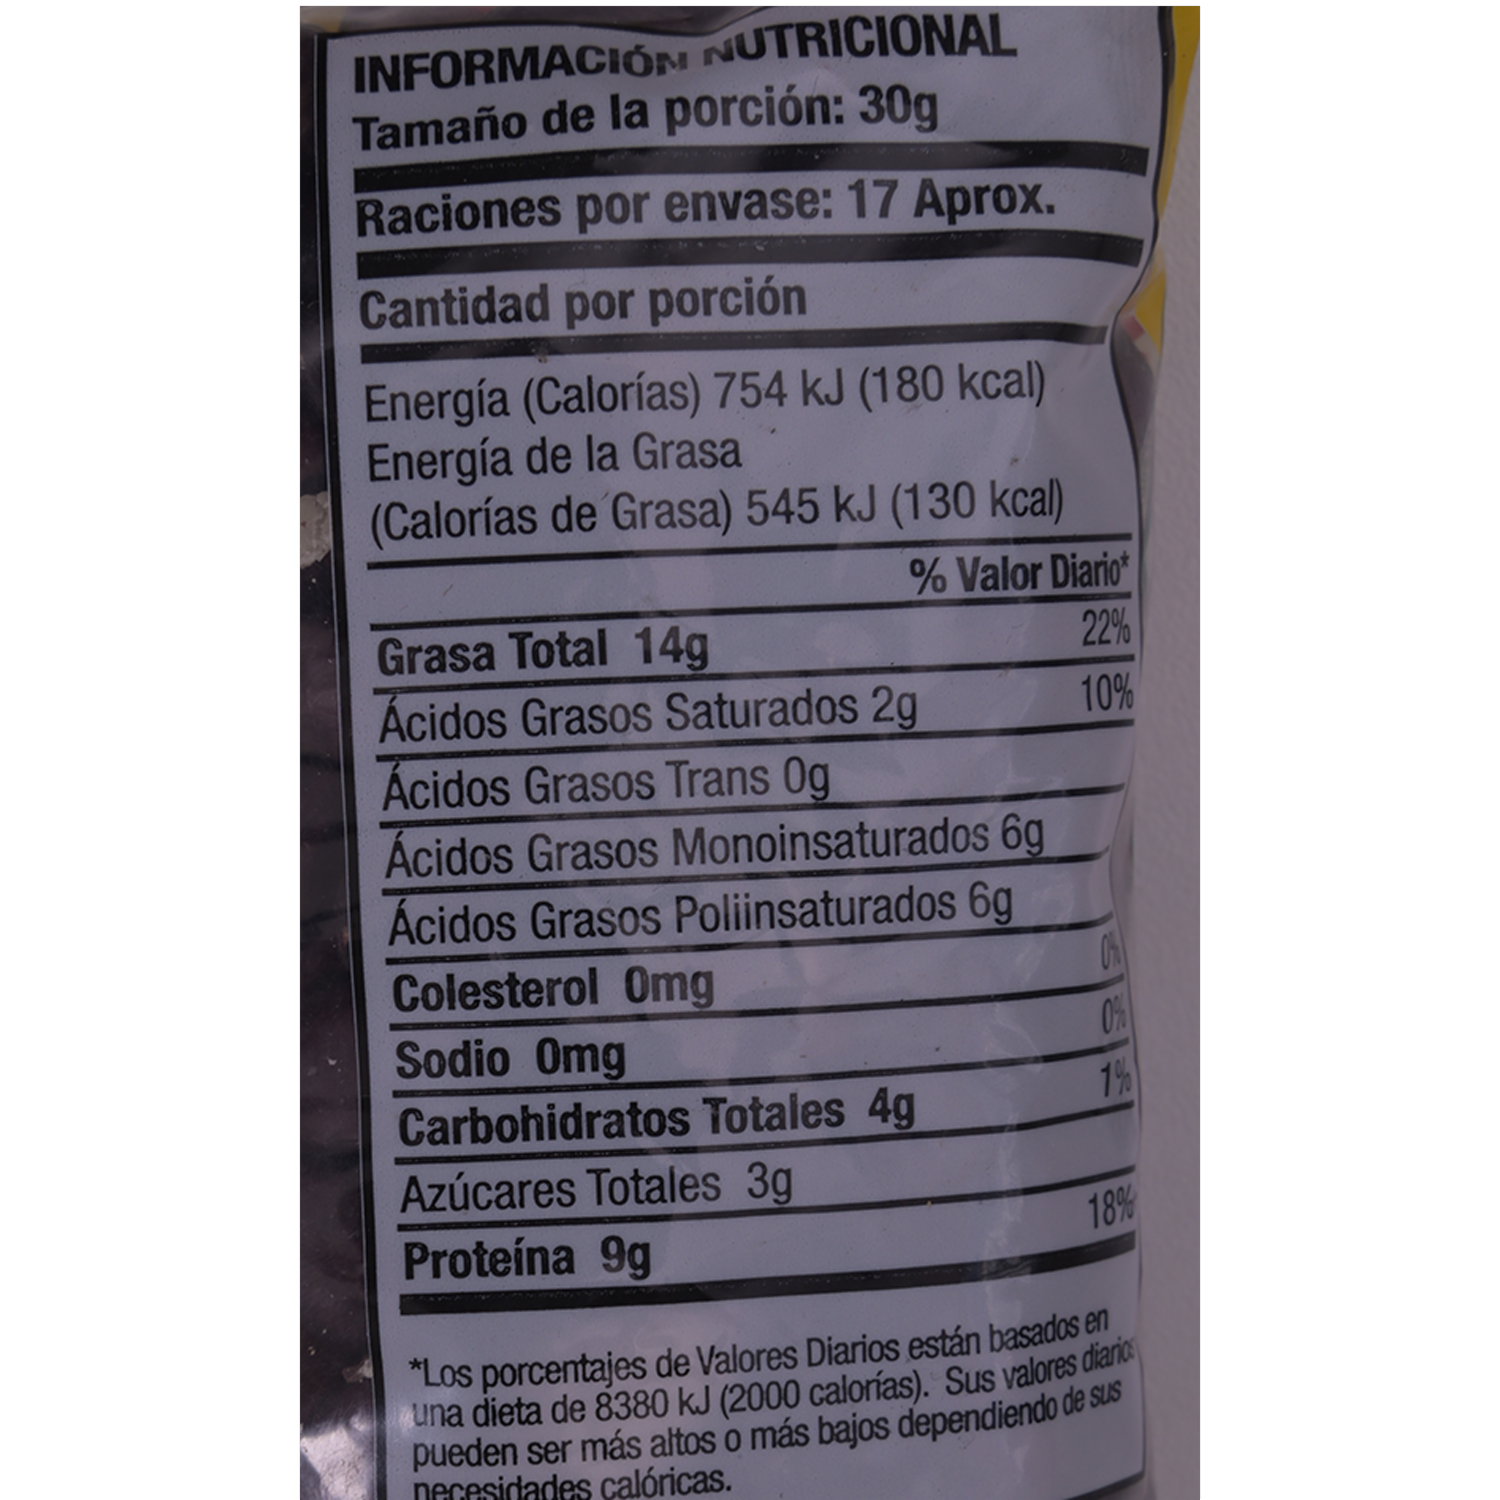 INFORMACIÓN NUTRICIONAL
Tamaño de la porción: 30g
Raciones por envase: 17 Aprox.
Cantidad por porción
Energía (Calorías) 754 kJ (180 kcal)
Energía de la Grasa
(Calorías de Grasa) 545 kJ (130 kcal)
% Valor Diario*
Grasa Total 14g 22%
Ácidos Grasos Saturados 2g 10%
Ácidos Grasos Trans 0g
Ácidos Grasos Monoinsaturados 6g
Ácidos Grasos Poliinsaturados 6g
Colesterol 0mg 0%
Sodio 0mg 0%
Carbohidratos Totales 4g 1%
Azúcares Totales 3g
Proteína 9g 18%
*Los porcentajes de Valores Diarios están basados en
una dieta de 8380 kJ (2000 calorías). Sus valores diarios
pueden ser más altos o más bajos dependiendo de sus
necesidades calóricas.